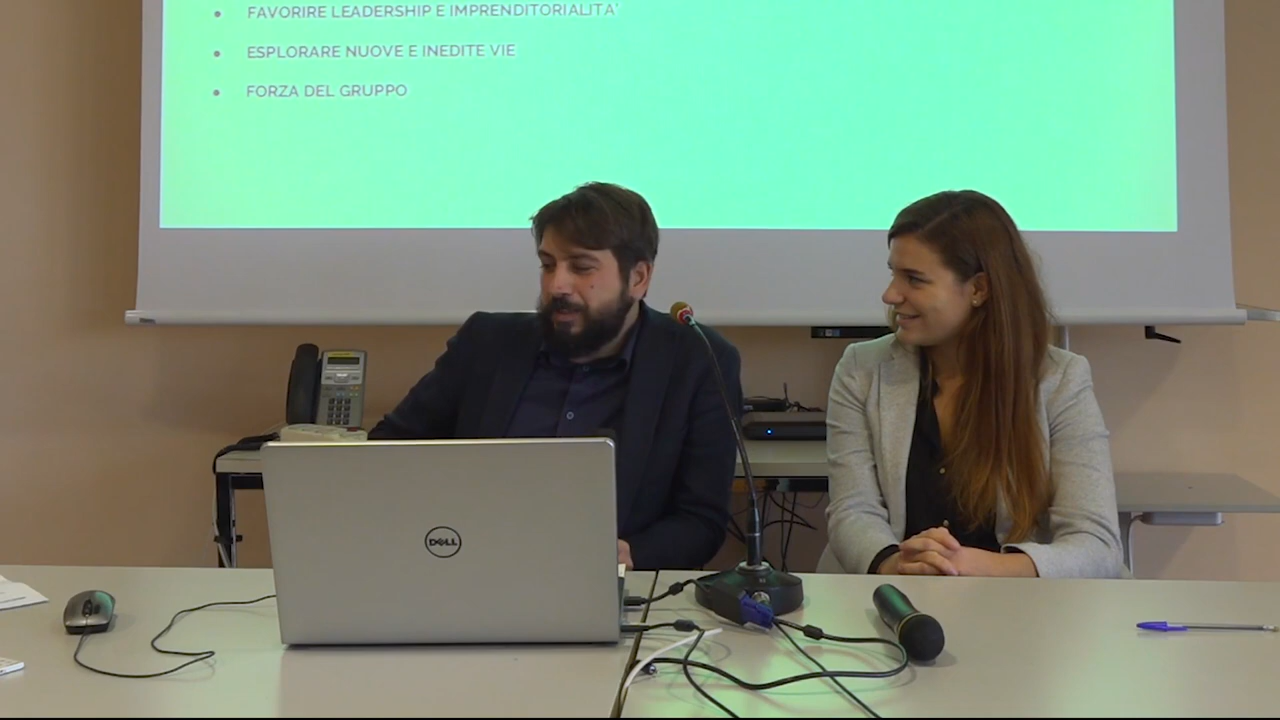 FAVORIRE LEADERSHIP E IMPRENDITORIALITA'
ESPLORARE NUOVE E INEDITE VIE
FORZA DEL GRUPPO
DELL